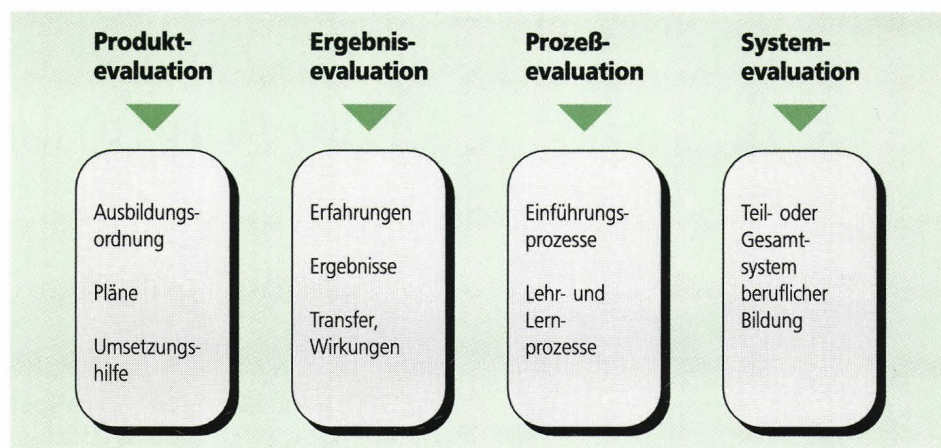 Produkt-
evaluation
Ausbildungs-
ordnung
Pläne
Umsetzungs-
hilfe
Ergebnis-
evaluation
Erfahrungen
Ergebnisse
Transfer,
Wirkungen
Prozeß-
evaluation
Einführungs-
prozesse
Lehr- und
Lern-
prozesse
System-
evaluation
Teil- oder
Gesamt-
system
beruflicher
Bildung